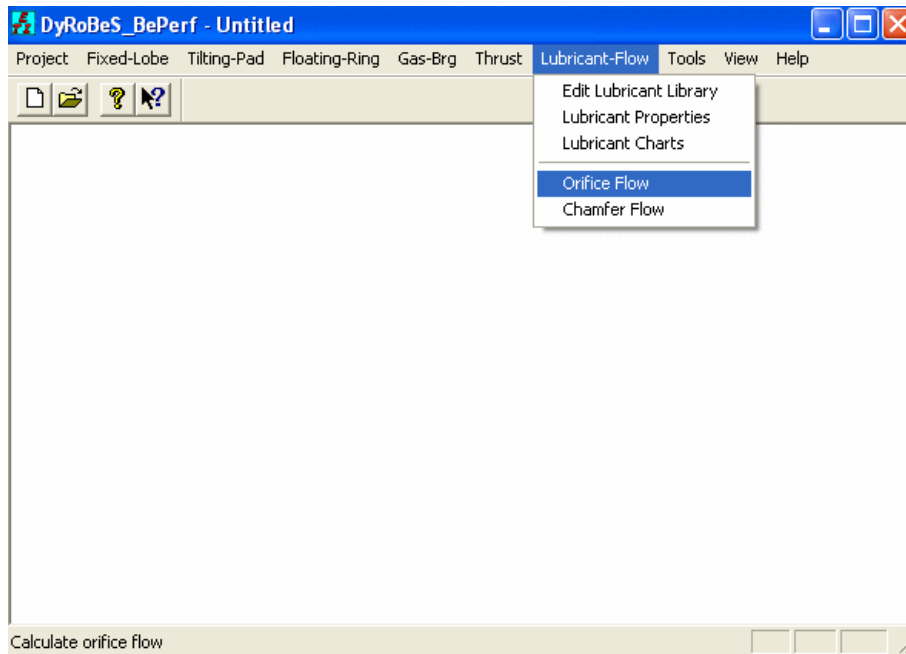 DyRoBeS_BePerf - Untitled
Project Fixed-Lobe Tilting-Pad Floating-Ring Gas-Brg Thrust Lubricant-Flow Tools View Help
Edit Lubricant Library
Lubricant Properties
Lubricant Charts
Orifice Flow
Chamfer Flow
Calculate orifice flow